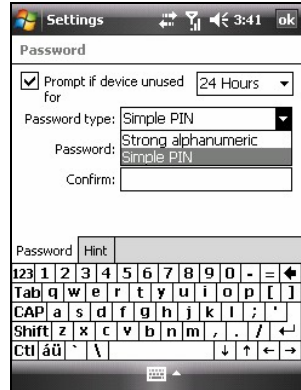 Settings 3:41 ok
Password
Prompt if device unused for 24 Hours
Password type: Simple PIN
Strong alphanumeric
Simple PIN
Password:
Confirm:
Password Hint
123 1 2 3 4 5 6 7 8 9 0 - =
Tab q w e r t y u i o p [ ]
CAP a s d f g h j k l ; '
Shift z x c v b n m , . /
Ctl áü ` \